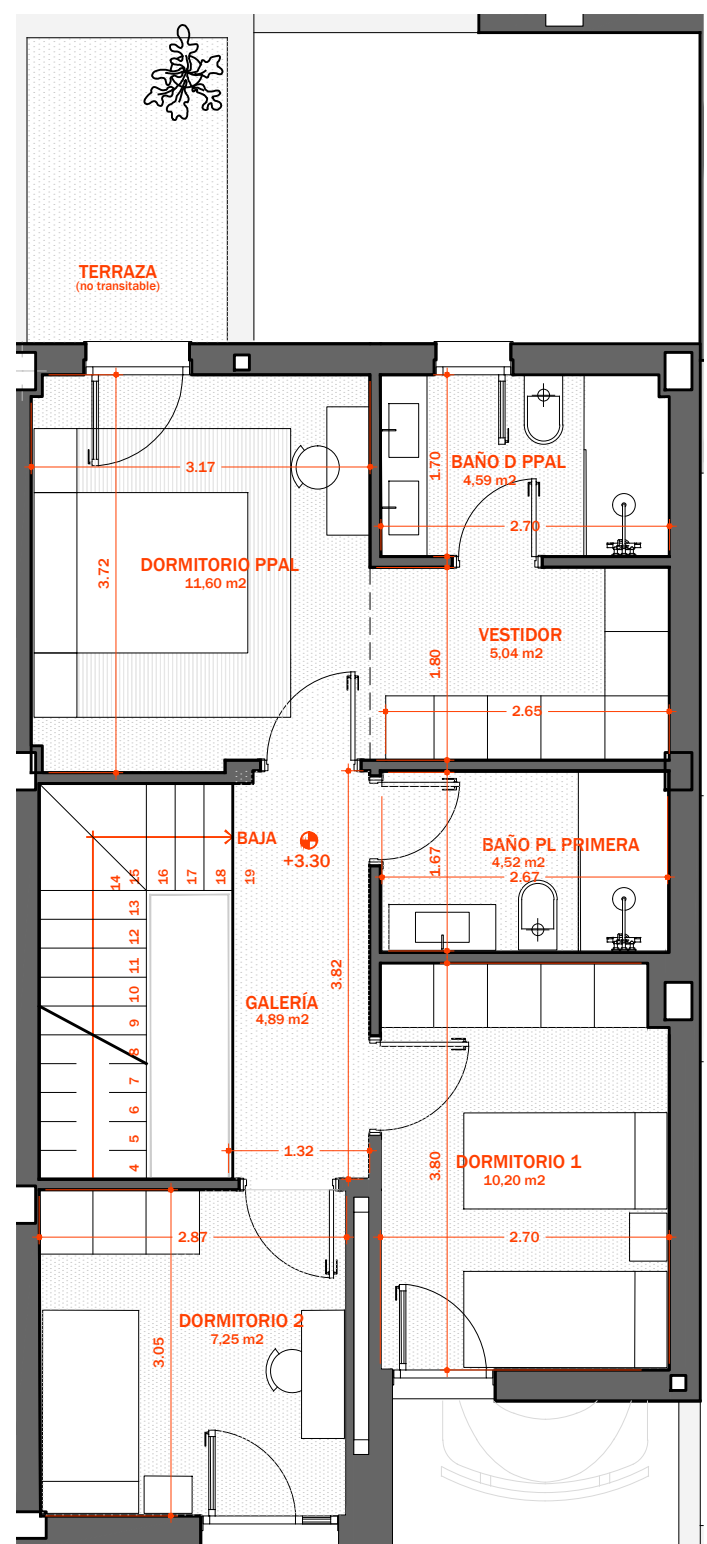 TERRAZA
(no transitable)
3.17
1.70
BAÑO D PPAL
4,59 m2
2.70
3.72
DORMITORIO PPAL
11,60 m2
VESTIDOR
5,04 m2
1.80
2.65
BAJA
+3.30
BAÑO PL PRIMERA
4,52 m2
1.67
2.67
14
15
16
17
18
19
13
12
11
10
9
8
7
6
5
4
3.82
GALERÍA
4,89 m2
1.32
3.80
DORMITORIO 1
10,20 m2
2.87
2.70
DORMITORIO 2
7,25 m2
3.05